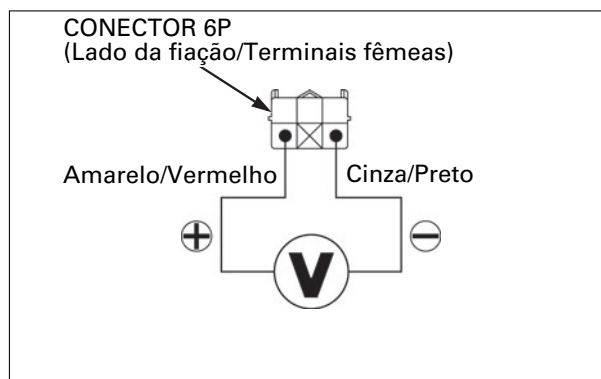 CONECTOR 6P
(Lado da fiação/Terminais fêmeas)
Amarelo/Vermelho
Cinza/Preto
+
−
V